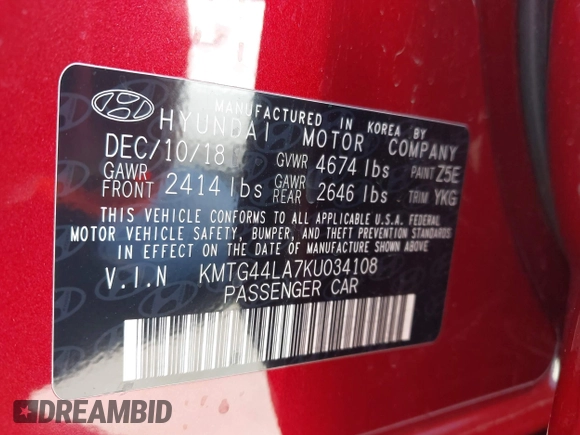 MANUFACTURED IN KOREA BY
HYUNDAI MOTOR COMPANY
DEC/10/18 GVWR 4674 lbs PAINT Z5E
GAWR FRONT 2414 lbs GAWR REAR 2646 lbs TRIM YKG
THIS VEHICLE CONFORMS TO ALL APPLICABLE U.S.A. FEDERAL
MOTOR VEHICLE SAFETY, BUMPER, AND THEFT PREVENTION STANDARDS
IN EFFECT ON THE DATE OF MANUFACTURE SHOWN ABOVE.
V.I.N KMTG44LA7KU034108
PASSENGER CAR
DREAMBID